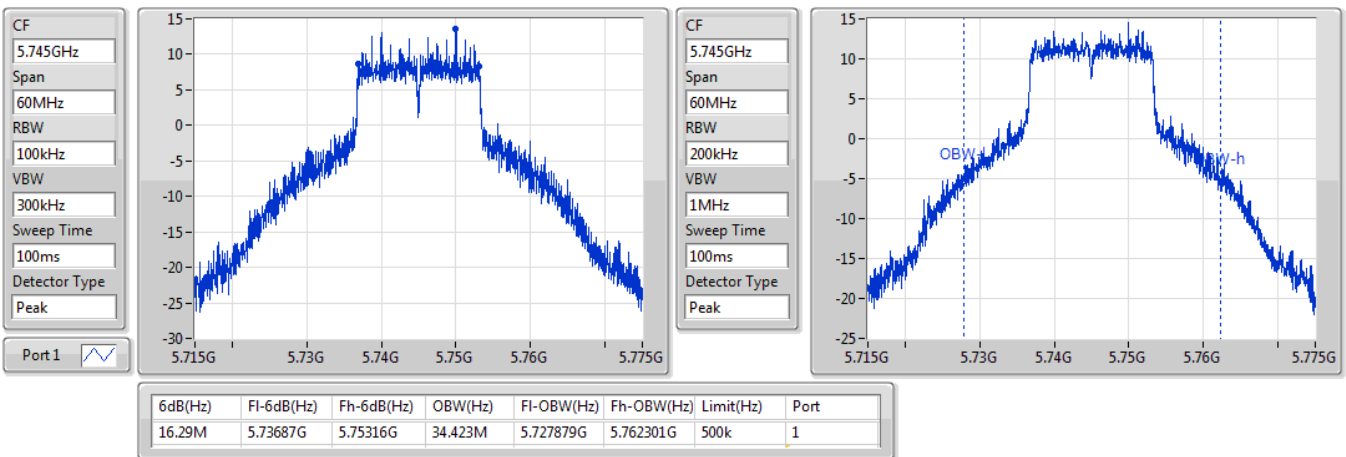 CF
5.745GHz
Span
60MHz
RBW
100kHz
VBW
300kHz
Sweep Time
100ms
Detector Type
Peak
Port 1
15
10
5
0
-5
-10
-15
-20
-25
-30
5.715G 5.73G 5.74G 5.75G 5.76G 5.775G
CF
5.745GHz
Span
60MHz
RBW
200kHz
VBW
1MHz
Sweep Time
100ms
Detector Type
Peak
15
10
5
0
-5
-10
-15
-20
-25
OBW-
W-h
5.715G 5.73G 5.74G 5.75G 5.76G 5.775G
6dB(Hz) Fl-6dB(Hz) Fh-6dB(Hz) OBW(Hz) Fl-OBW(Hz) Fh-OBW(Hz) Limit(Hz) Port
16.29M 5.73687G 5.75316G 34.423M 5.727879G 5.762301G 500k 1